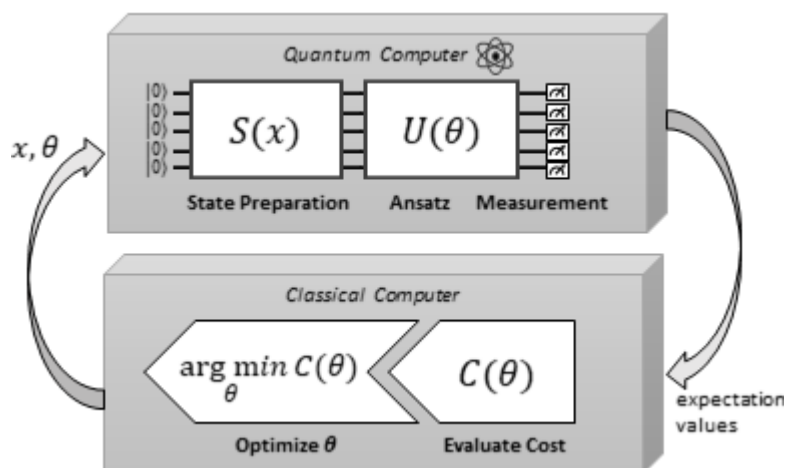 Quantum Computer
|0⟩
|0⟩
|0⟩
|0⟩
|0⟩
S(x)
U(θ)
x, θ
State Preparation Ansatz Measurement
Classical Computer
arg min C(θ)
θ
C(θ)
expectation
values
Optimize θ Evaluate Cost